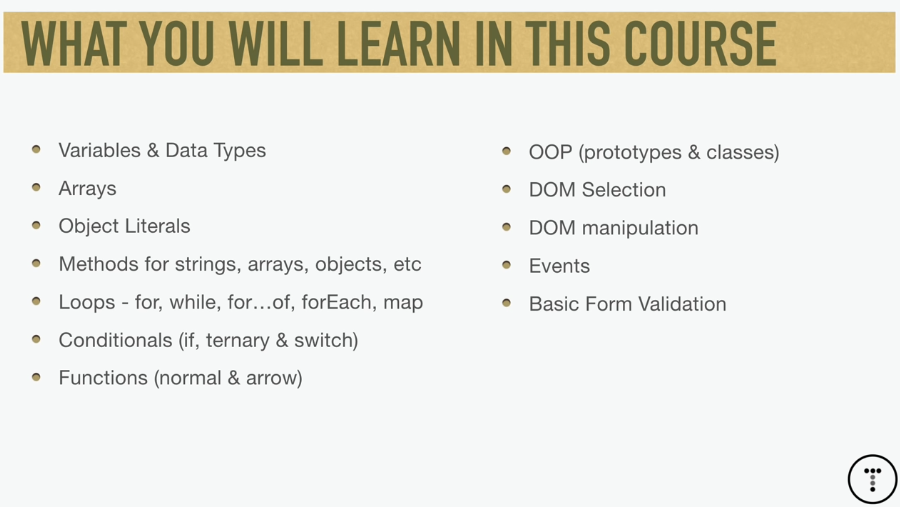 WHAT YOU WILL LEARN IN THIS COURSE
Variables & Data Types
Arrays
Object Literals
Methods for strings, arrays, objects, etc
Loops - for, while, for…of, forEach, map
Conditionals (if, ternary & switch)
Functions (normal & arrow)
OOP (prototypes & classes)
DOM Selection
DOM manipulation
Events
Basic Form Validation